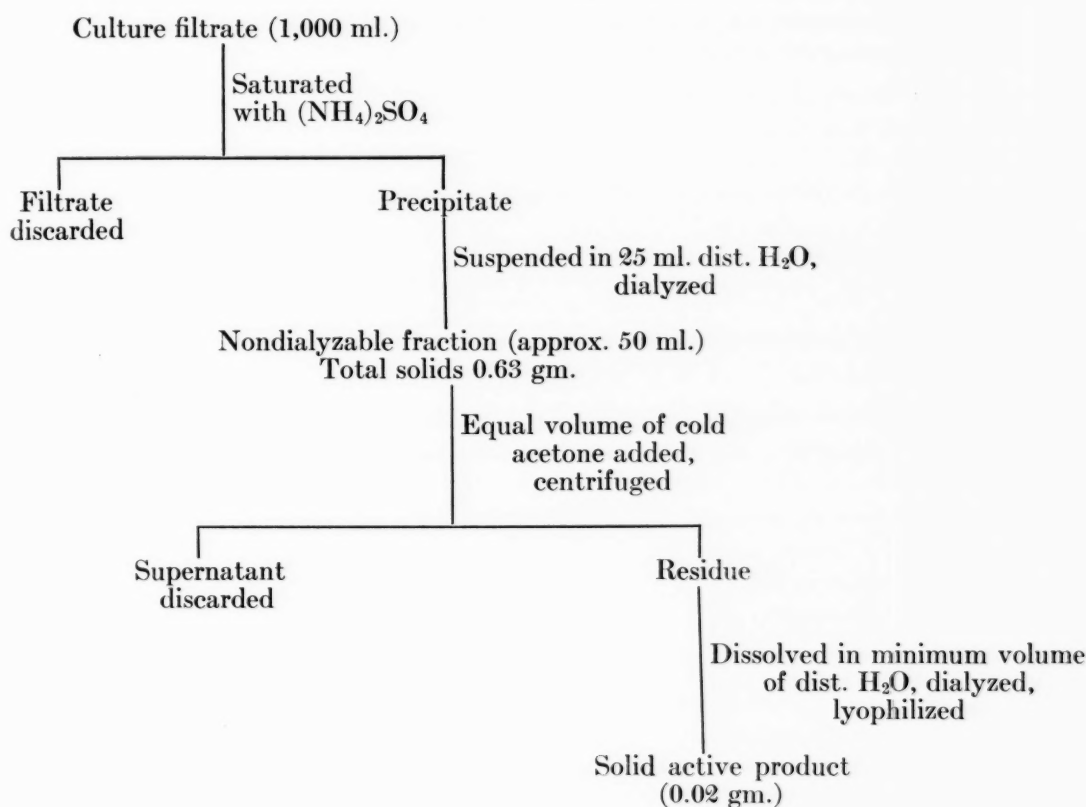 Culture filtrate (1,000 ml.)
Saturated
with (NH₄)₂SO₄
Filtrate
discarded
Precipitate
Suspended in 25 ml. dist. H₂O,
dialyzed
Nondialyzable fraction (approx. 50 ml.)
Total solids 0.63 gm.
Equal volume of cold
acetone added,
centrifuged
Supernatant
discarded
Residue
Dissolved in minimum volume
of dist. H₂O, dialyzed,
lyophilized
Solid active product
(0.02 gm.)